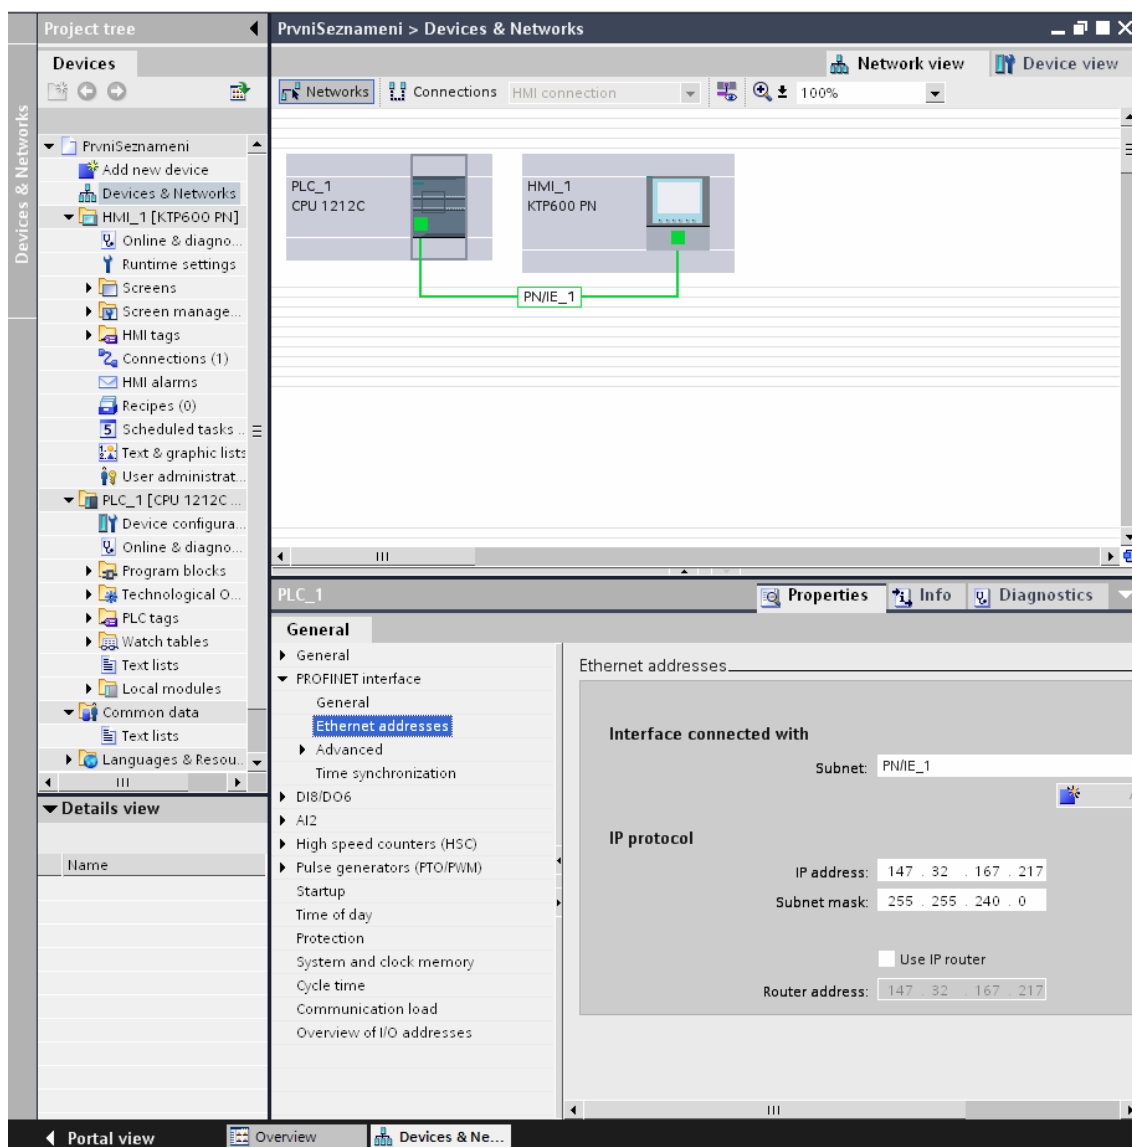 Project tree
PrvniSeznameni > Devices & Networks
Devices
Network view
Device view
Networks
Connections
HMI connection
100%
Devices & Networks
PrvniSeznameni
Add new device
Devices & Networks
HMI_1 [KTP600 PN]
Online & diagno...
Runtime settings
Screens
Screen manage...
HMI tags
Connections (1)
HMI alarms
Recipes (0)
Scheduled tasks ..
Text & graphic lists
User administrat...
PLC_1 [CPU 1212C ...
Device configura...
Online & diagno...
Program blocks
Technological O...
PLC tags
Watch tables
Text lists
Local modules
Common data
Text lists
Languages & Resou..
Details view
Name
PLC_1
CPU 1212C
HMI_1
KTP600 PN
PN/IE_1
PLC_1
Properties
Info
Diagnostics
General
General
PROFINET interface
General
Ethernet addresses
Advanced
Time synchronization
DI8/DO6
AI2
High speed counters (HSC)
Pulse generators (PTO/PWM)
Startup
Time of day
Protection
System and clock memory
Cycle time
Communication load
Overview of I/O addresses
Ethernet addresses
Interface connected with
Subnet: PN/IE_1
IP protocol
IP address: 147 . 32 . 167 . 217
Subnet mask: 255 . 255 . 240 . 0
Use IP router
Router address: 147 . 32 . 167 . 217
Portal view
Overview
Devices & Ne...